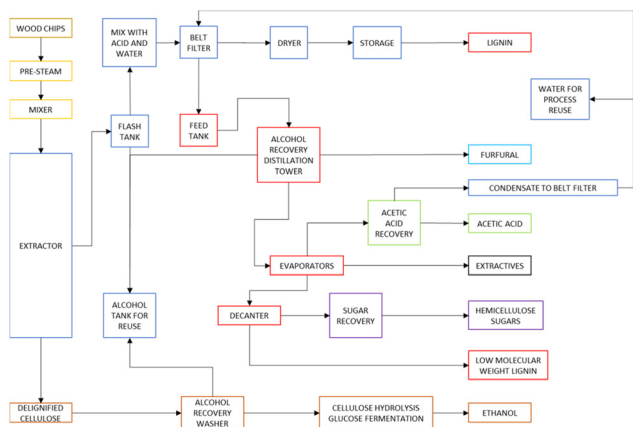 WOOD CHIPS
PRE-STEAM
MIXER
EXTRACTOR
DELIGNIFIED
CELLULOSE
MIX WITH
ACID AND
WATER
FLASH
TANK
ALCOHOL
TANK FOR
REUSE
BELT
FILTER
DRYER
STORAGE
LIGNIN
FEED
TANK
ALCOHOL
RECOVERY
DISTILLATION
TOWER
WATER FOR
PROCESS
REUSE
FURFURAL
CONDENSATE TO BELT FILTER
ACETIC
ACID
RECOVERY
ACETIC ACID
EVAPORATORS
EXTRACTIVES
DECANTER
SUGAR
RECOVERY
HEMICELLULOSE
SUGARS
LOW MOLECULAR
WEIGHT LIGNIN
ALCOHOL
RECOVERY
WASHER
CELLULOSE HYDROLYSIS
GLUCOSE FERMENTATION
ETHANOL